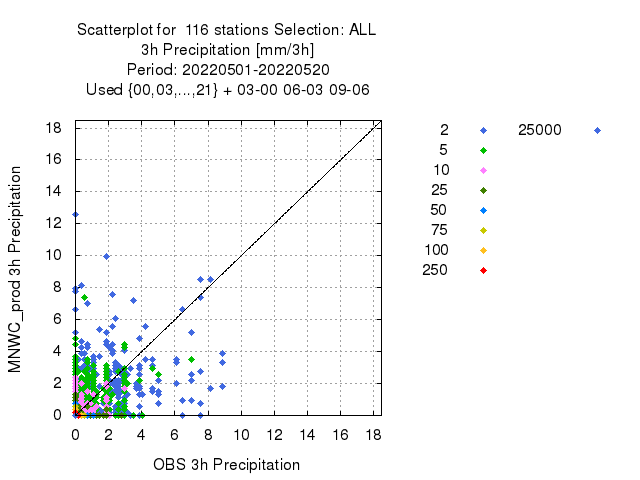 Scatterplot for 116 stations Selection: ALL
3h Precipitation [mm/3h]
Period: 20220501-20220520
Used {00,03,...,21} + 03-00 06-03 09-06
18
16
14
12
10
8
6
4
2
0
0 2 4 6 8 10 12 14 16 18
MNWC_prod 3h Precipitation
OBS 3h Precipitation
2 25000
5
10
25
50
75
100
250